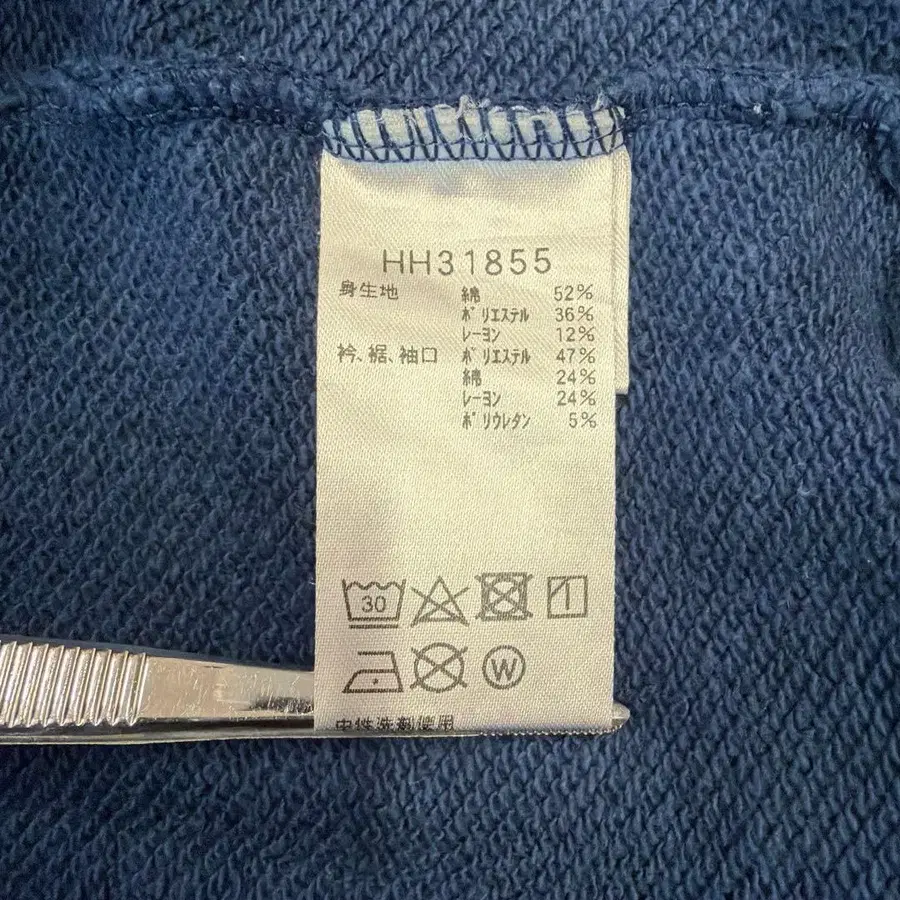 HH31855
身生地 綿 52%
ポリエステル 36%
レーヨン 12%
衿、裾、袖口 ポリエステル 47%
綿 24%
レーヨン 24%
ポリウレタン 5%
30
W
中性洗剤使用